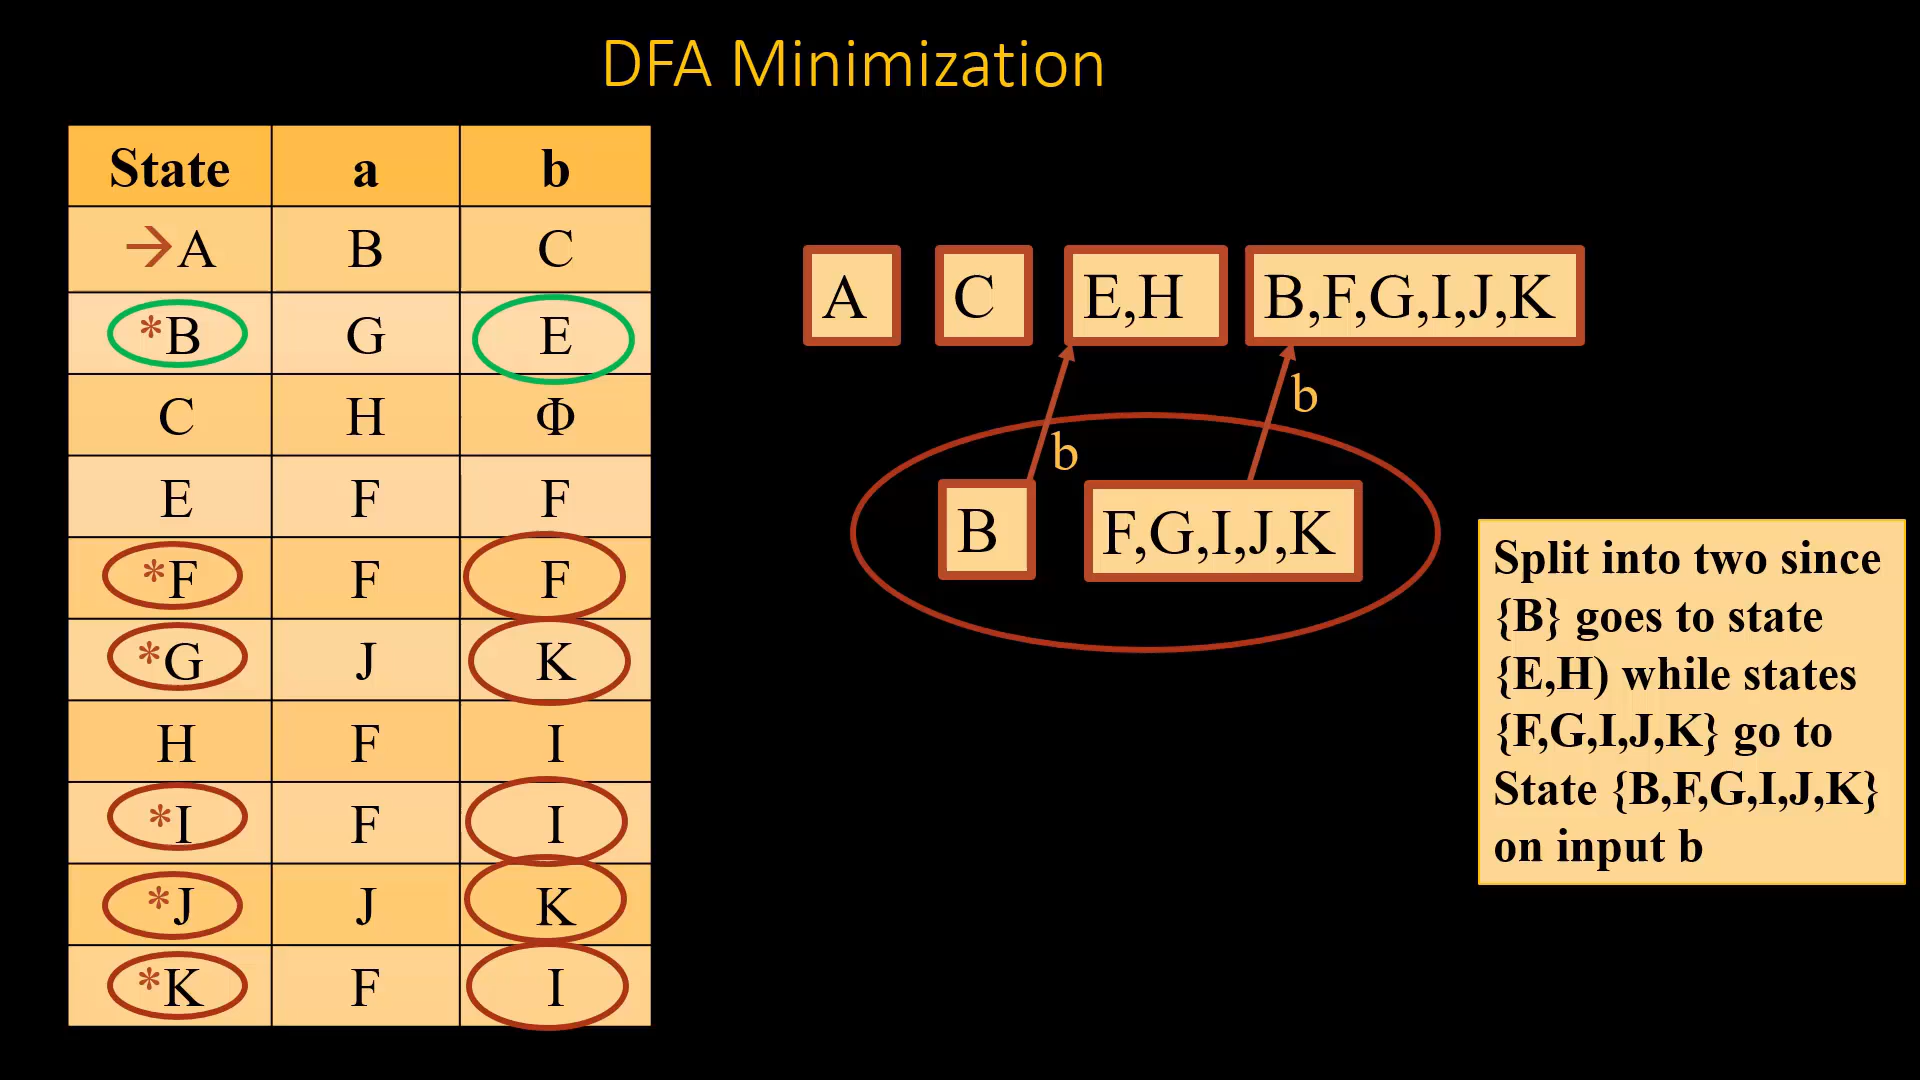 DFA Minimization
State a b
→A B C
*B G E
C H Φ
E F F
*F F F
*G J K
H F I
*I F I
*J J K
*K F I
A C E,H B,F,G,I,J,K
b b
B F,G,I,J,K
Split into two since
{B} goes to state
{E,H) while states
{F,G,I,J,K} go to
State {B,F,G,I,J,K}
on input b